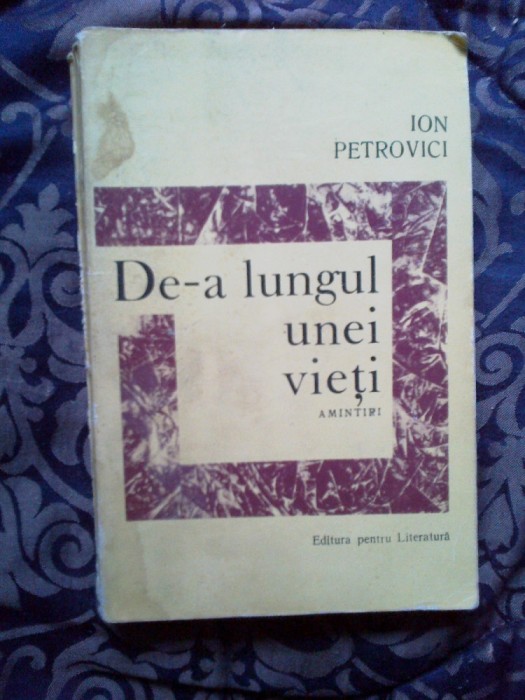 ION
PETROVICI
De-a lungul
unei
vieți
AMINTIRI
Editura pentru Literatură